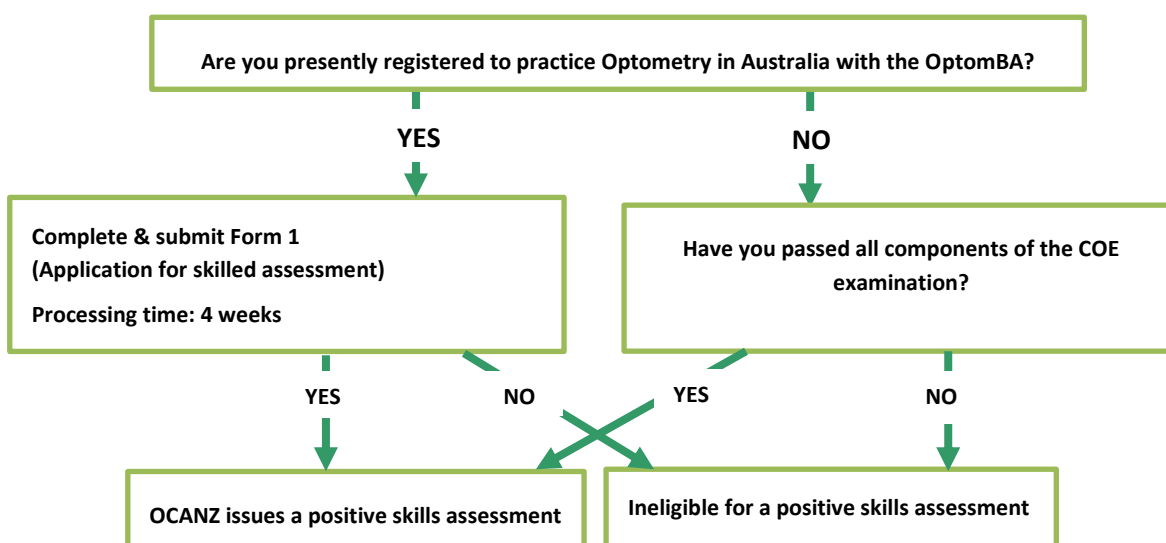 Are you presently registered to practice Optometry in Australia with the OptomBA?
YES
NO
Complete & submit Form 1
(Application for skilled assessment)
Processing time: 4 weeks
Have you passed all components of the COE
examination?
YES
NO
YES
NO
OCANZ issues a positive skills assessment
Ineligible for a positive skills assessment